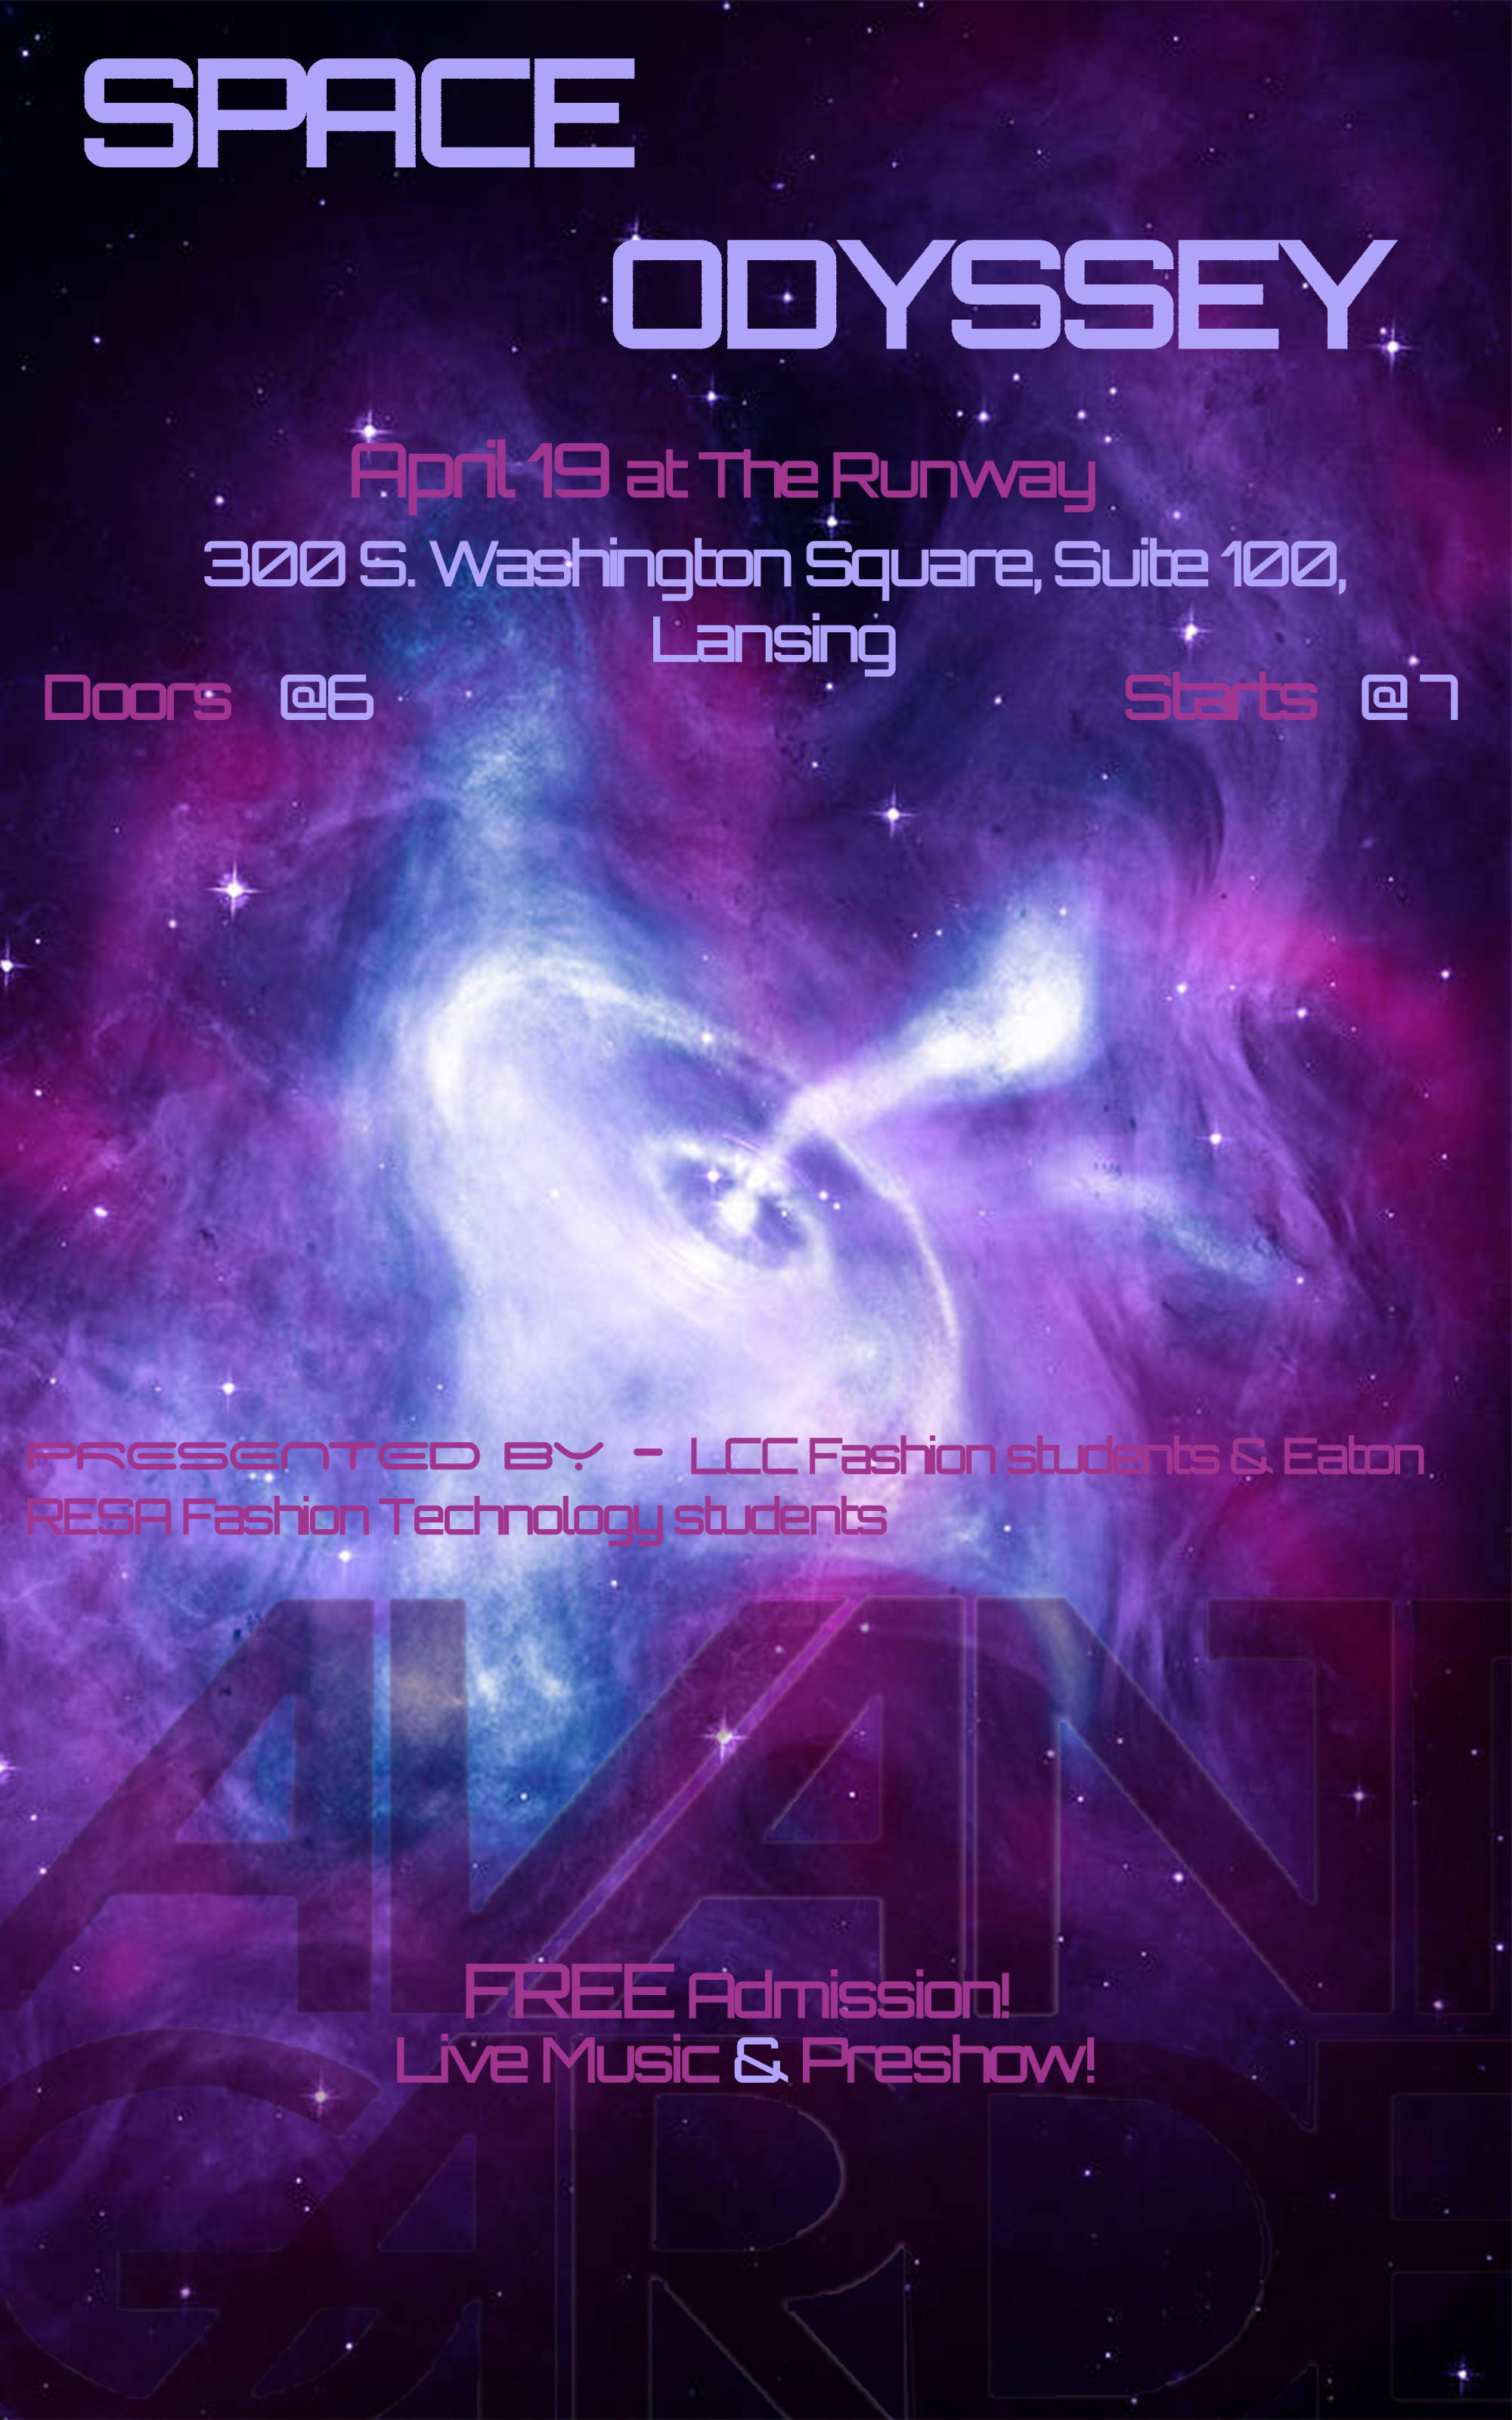 SPACE
ODYSSEY
April 19 at The Runway
300 S. Washington Square, Suite 100,
Lansing
Doors @6 Starts @7
PRESENTED BY - LCC Fashion students & Eaton
RESA Fashion Technology students
AVANT
FREE Admission!
Live Music & Preshow!
GARDE